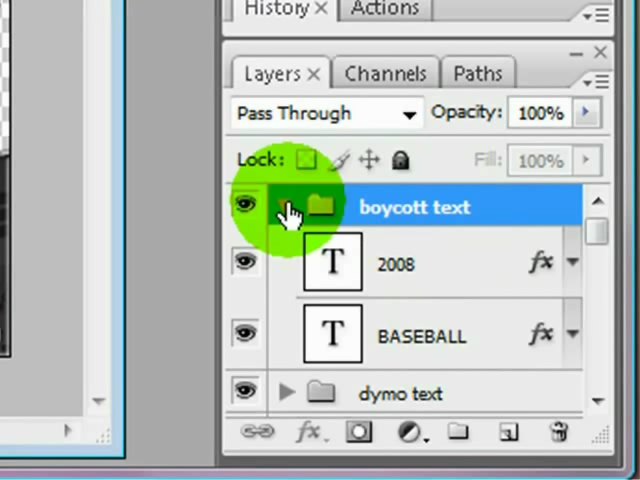 History × Actions
Layers × Channels Paths
Pass Through Opacity: 100%
Lock: Fill: 100%
boycott text
T 2008 fx
T BASEBALL fx
dymo text
fx.